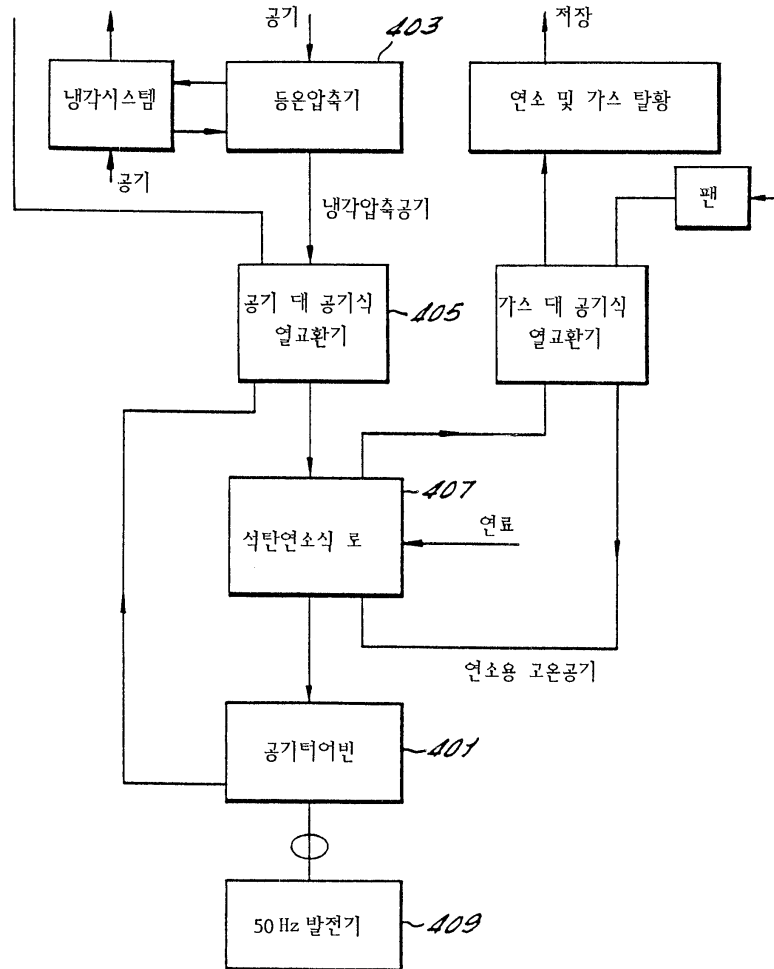 공기
403
저장
냉각시스템
등온압축기
연소 및 가스 탈황
공기
냉각압축공기
팬
공기 대 공기식
열교환기
405
가스 대 공기식
열교환기
407
석탄연소식 로
연료
연소용 고온공기
공기터어빈
401
50 Hz 발전기
409